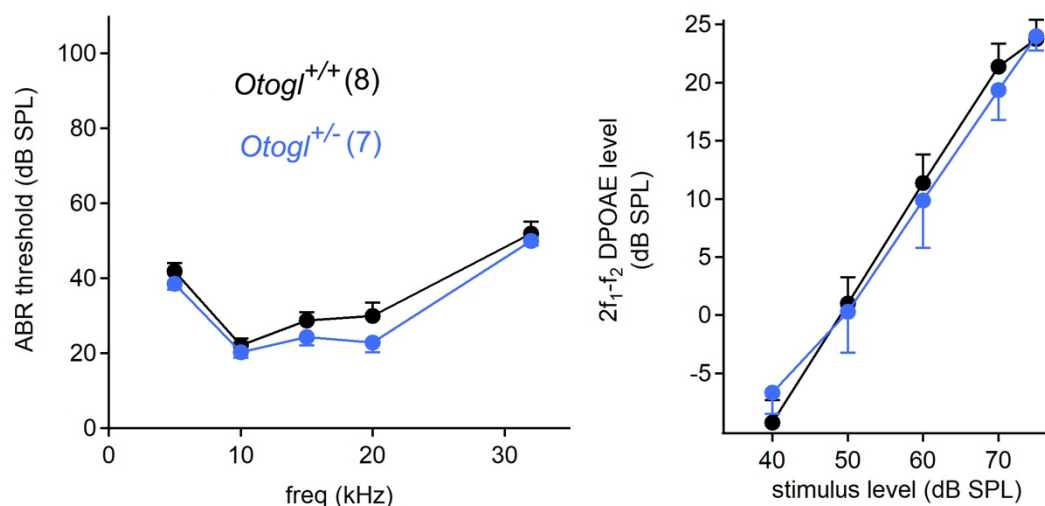 100
80
60
40
20
0
ABR threshold (dB SPL)
Otogl+/+ (8)
Otogl+/- (7)
0 10 20 30
freq (kHz)
25
20
15
10
5
0
-5
2f1-f2 DPOAE level
(dB SPL)
40 50 60 70
stimulus level (dB SPL)